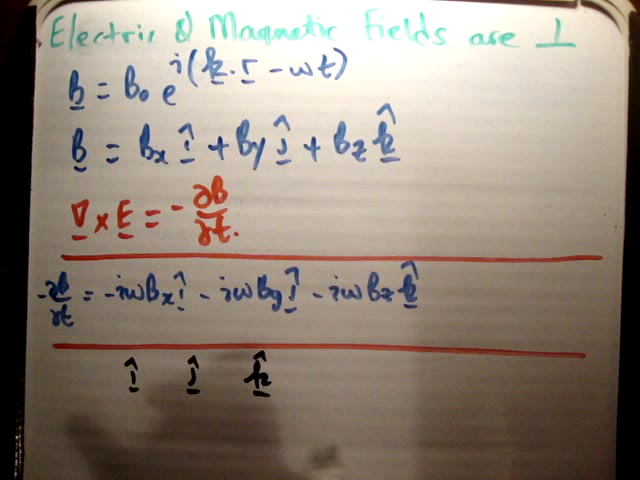 Electric & Magnetic Fields are ⊥
B = B₀ e^i(k·r − ωt)
B = Bx î + By ĵ + Bz k̂
∇ × E = − ∂B/∂t.
−∂B/∂t = −iωBx î − iωBy ĵ − iωBz k̂
î ĵ k̂